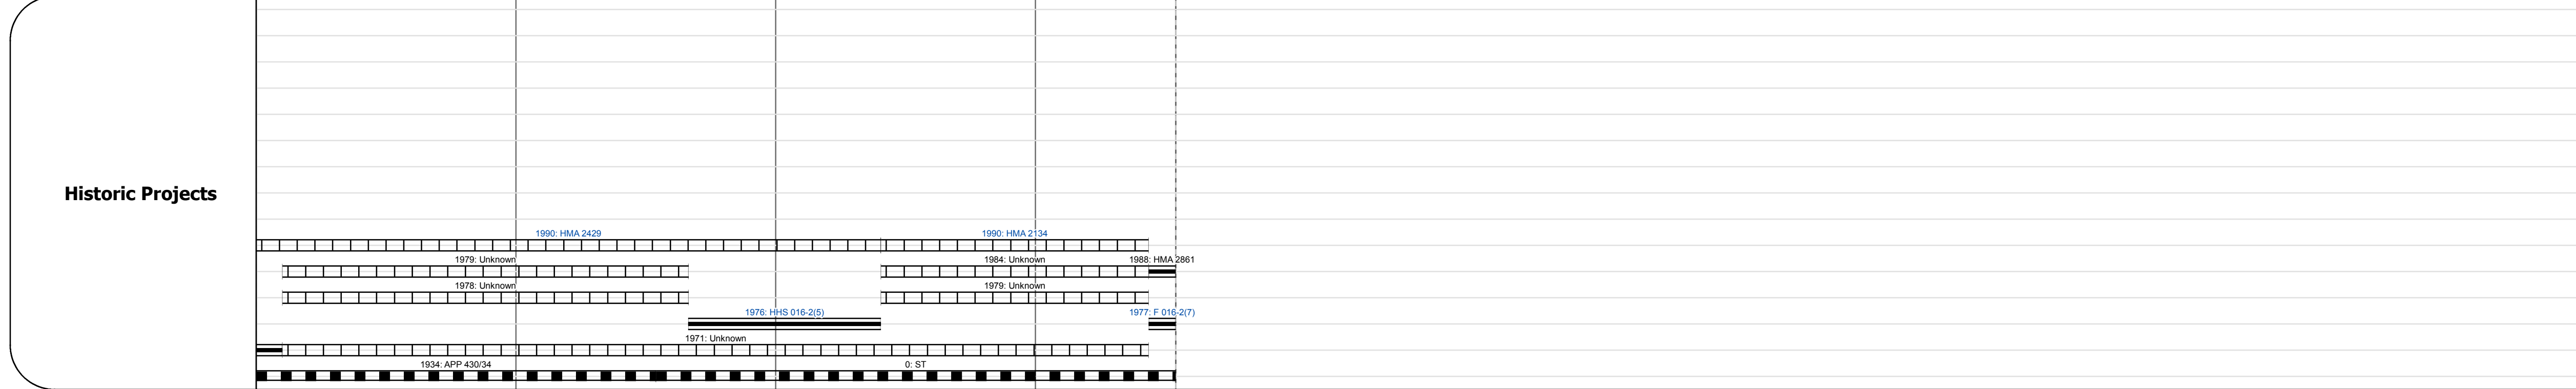 Historic Projects
1990: HMA 2429 1990: HMA 2134
1979: Unknown 1984: Unknown 1988: HMA 2861
1978: Unknown 1979: Unknown
1976: HHS 016-2(5) 1977: F 016-2(7)
1971: Unknown
1934: APP 430/34 0: ST